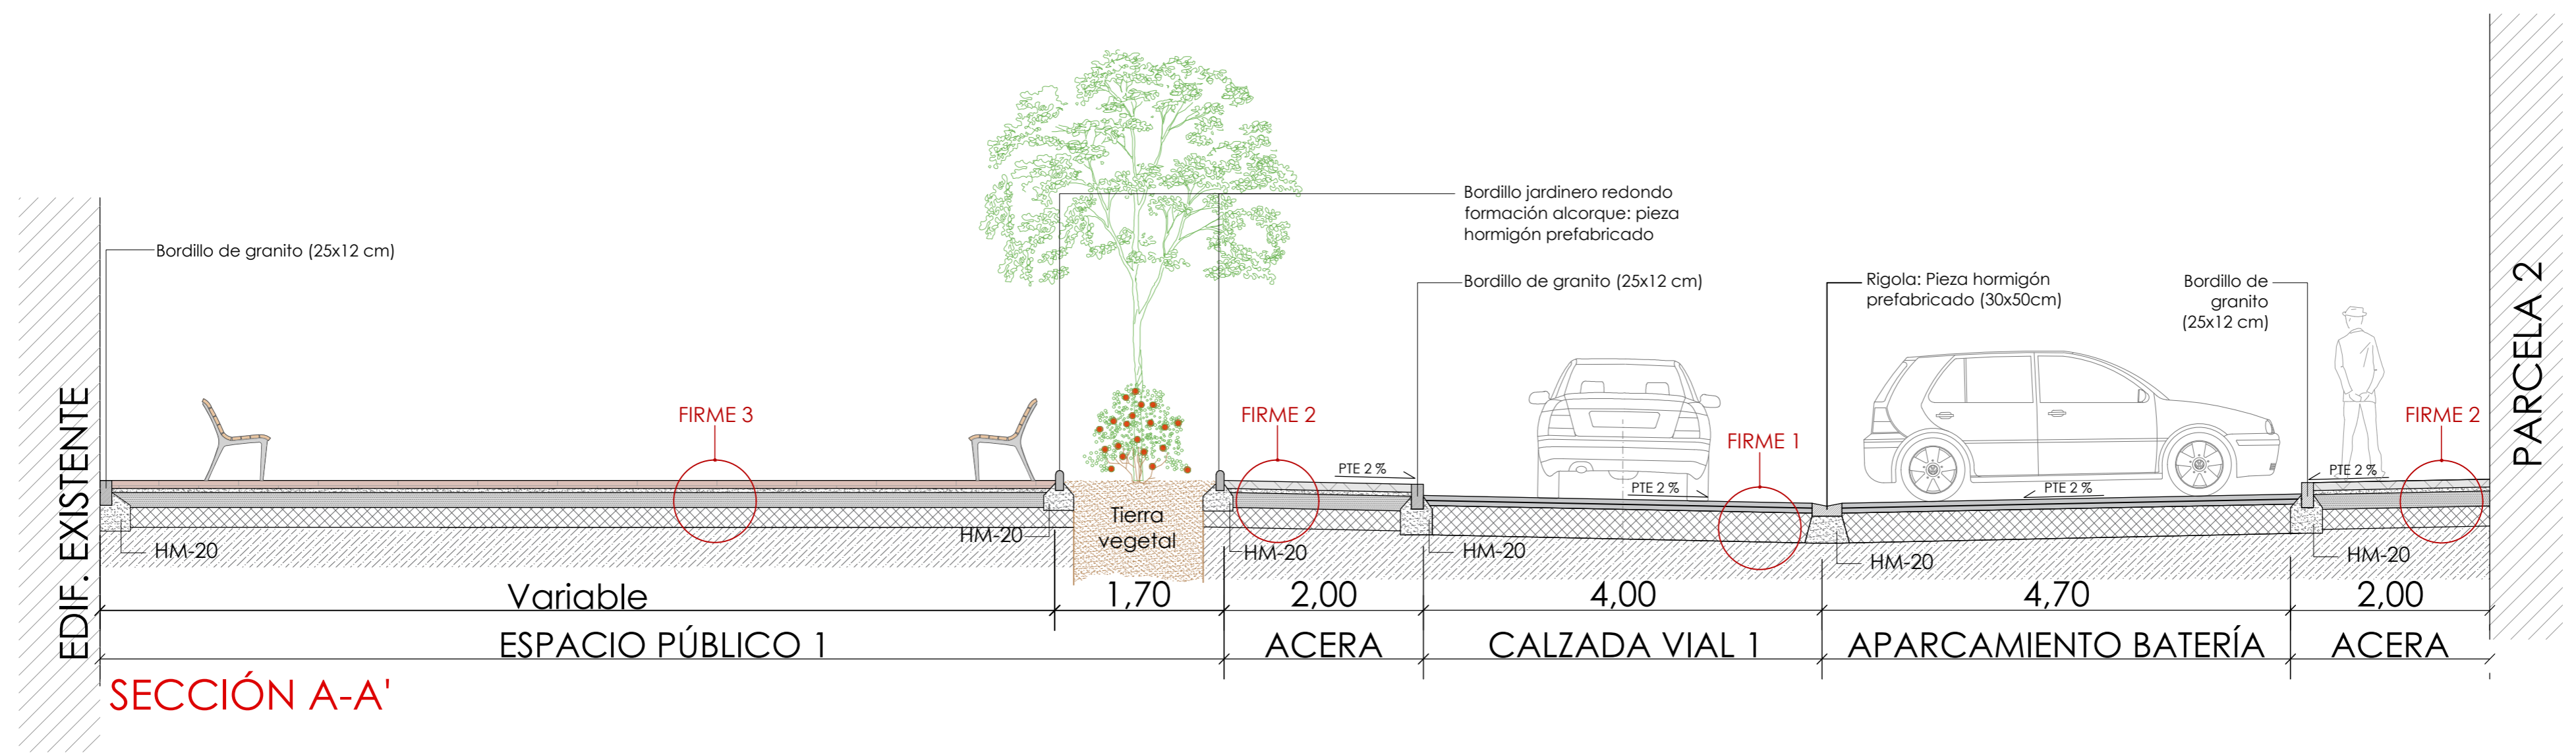 Bordillo jardinero redondo
formación alcorque: pieza
hormigón prefabricado
Bordillo de granito (25x12 cm)
Bordillo de granito (25x12 cm)
Rigola: Pieza hormigón
prefabricado (30x50cm)
Bordillo de
granito
(25x12 cm)
EDIF. EXISTENTE
PARCELA 2
FIRME 3
FIRME 2
FIRME 1
FIRME 2
PTE 2 %
PTE 2 %
PTE 2 %
PTE 2 %
Tierra
vegetal
HM-20
HM-20
HM-20
HM-20
HM-20
HM-20
Variable
1,70
2,00
4,00
4,70
2,00
ESPACIO PÚBLICO 1
ACERA
CALZADA VIAL 1
APARCAMIENTO BATERÍA
ACERA
SECCIÓN A-A'